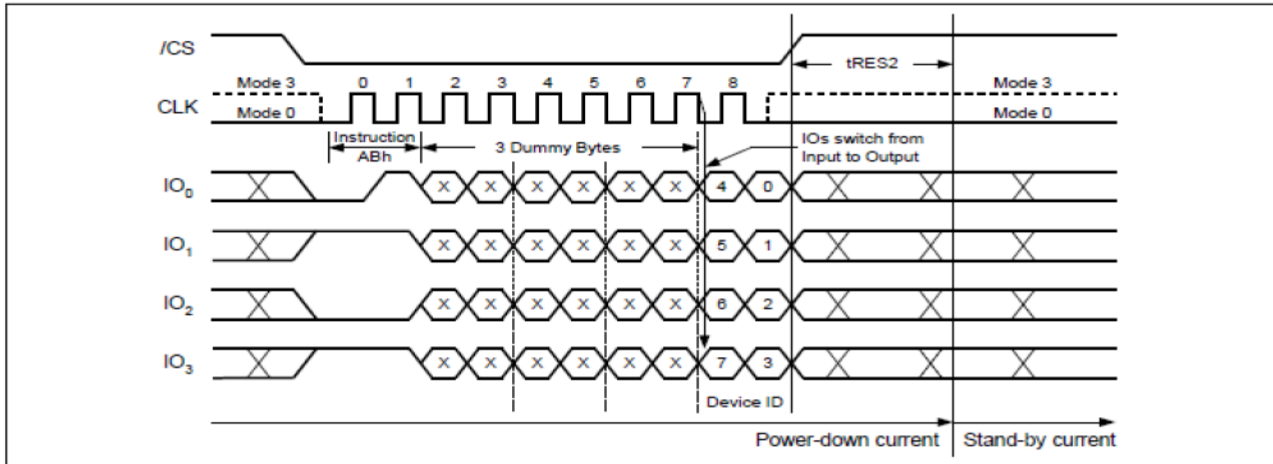 /CS
tRES2
Mode 3 0 1 2 3 4 5 6 7 8 Mode 3
CLK
Mode 0 Mode 0
Instruction
ABh
3 Dummy Bytes
IOs switch from
Input to Output
IO0 X X X X X X X 4 0 X X X
IO1 X X X X X X X 5 1 X X X
IO2 X X X X X X X 6 2 X X X
IO3 X X X X X X X 7 3 X X X
Device ID
Power-down current Stand-by current